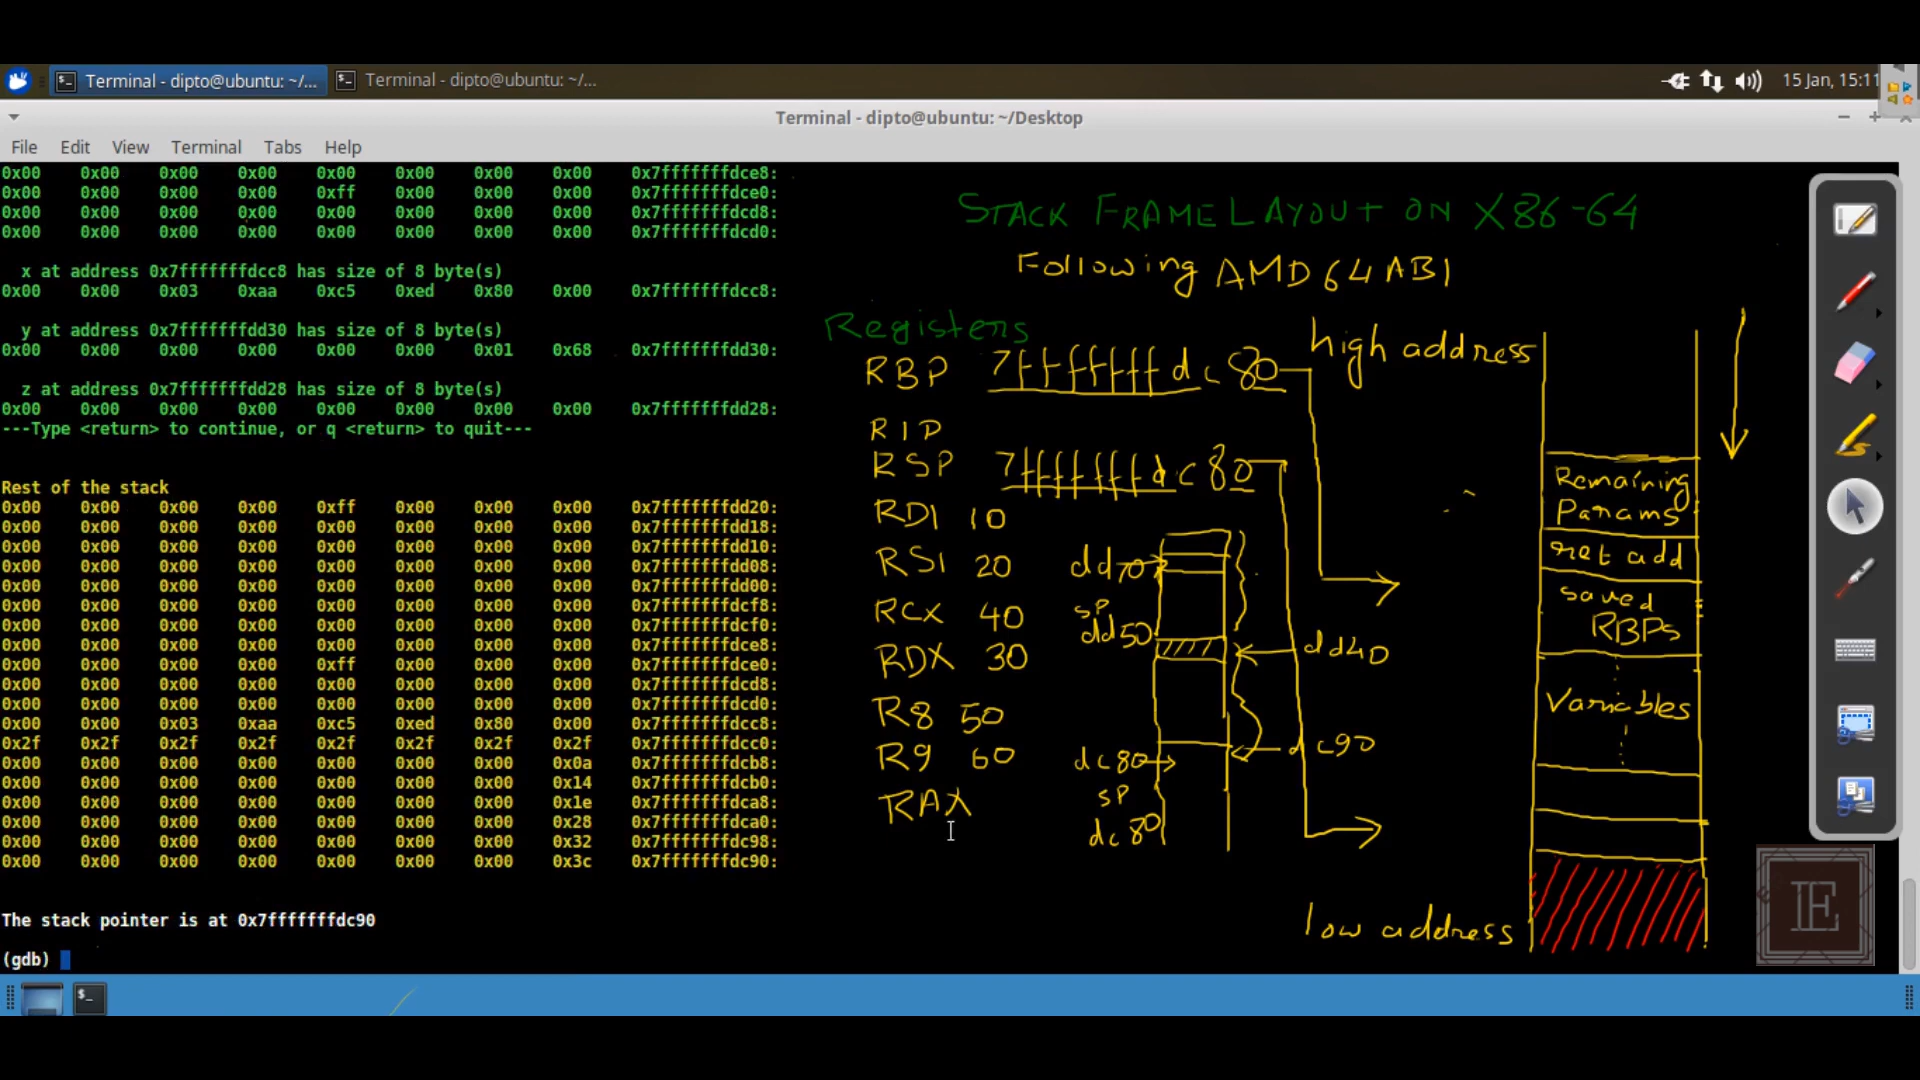 Terminal - dipto@ubuntu: ~/...
Terminal - dipto@ubuntu: ~/...
15 Jan, 15:11
Terminal - dipto@ubuntu: ~/Desktop
File Edit View Terminal Tabs Help
0x00 0x00 0x00 0x00 0x00 0x00 0x00 0x00 0x7fffffffdce8:
0x00 0x00 0x00 0x00 0xff 0x00 0x00 0x00 0x7fffffffdce0:
0x00 0x00 0x00 0x00 0x00 0x00 0x00 0x00 0x7fffffffdcd8:
0x00 0x00 0x00 0x00 0x00 0x00 0x00 0x00 0x7fffffffdcd0:
x at address 0x7fffffffdcc8 has size of 8 byte(s)
0x00 0x00 0x03 0xaa 0xc5 0xed 0x80 0x00 0x7fffffffdcc8:
y at address 0x7fffffffdd30 has size of 8 byte(s)
0x00 0x00 0x00 0x00 0x00 0x00 0x01 0x68 0x7fffffffdd30:
z at address 0x7fffffffdd28 has size of 8 byte(s)
0x00 0x00 0x00 0x00 0x00 0x00 0x00 0x00 0x7fffffffdd28:
---Type <return> to continue, or q <return> to quit---
Rest of the stack
0x00 0x00 0x00 0x00 0xff 0x00 0x00 0x00 0x7fffffffdd20:
0x00 0x00 0x00 0x00 0x00 0x00 0x00 0x00 0x7fffffffdd18:
0x00 0x00 0x00 0x00 0x00 0x00 0x00 0x00 0x7fffffffdd10:
0x00 0x00 0x00 0x00 0x00 0x00 0x00 0x00 0x7fffffffdd08:
0x00 0x00 0x00 0x00 0x00 0x00 0x00 0x00 0x7fffffffdd00:
0x00 0x00 0x00 0x00 0x00 0x00 0x00 0x00 0x7fffffffdcf8:
0x00 0x00 0x00 0x00 0x00 0x00 0x00 0x00 0x7fffffffdcf0:
0x00 0x00 0x00 0x00 0x00 0x00 0x00 0x00 0x7fffffffdce8:
0x00 0x00 0x00 0x00 0xff 0x00 0x00 0x00 0x7fffffffdce0:
0x00 0x00 0x00 0x00 0x00 0x00 0x00 0x00 0x7fffffffdcd8:
0x00 0x00 0x00 0x00 0x00 0x00 0x00 0x00 0x7fffffffdcd0:
0x00 0x00 0x03 0xaa 0xc5 0xed 0x80 0x00 0x7fffffffdcc8:
0x2f 0x2f 0x2f 0x2f 0x2f 0x2f 0x2f 0x2f 0x7fffffffdcc0:
0x00 0x00 0x00 0x00 0x00 0x00 0x00 0x0a 0x7fffffffdcb8:
0x00 0x00 0x00 0x00 0x00 0x00 0x00 0x14 0x7fffffffdcb0:
0x00 0x00 0x00 0x00 0x00 0x00 0x00 0x1e 0x7fffffffdca8:
0x00 0x00 0x00 0x00 0x00 0x00 0x00 0x28 0x7fffffffdca0:
0x00 0x00 0x00 0x00 0x00 0x00 0x00 0x32 0x7fffffffdc98:
0x00 0x00 0x00 0x00 0x00 0x00 0x00 0x3c 0x7fffffffdc90:
The stack pointer is at 0x7fffffffdc90
(gdb)
STACK FRAME LAYOUT ON X86-64
Following AMD64 ABI
Registers
RBP 7fffffffdc80
RIP
RSP 7fffffffdc80
RDI 10
RSI 20
RCX 40
RDX 30
R8 50
R9 60
RAX
dd70
SP
dd50
dd40
dc90
dc80
SP
dc80
high address
Remaining
Params
ret add
saved
RBPs
Variables
low address
IE